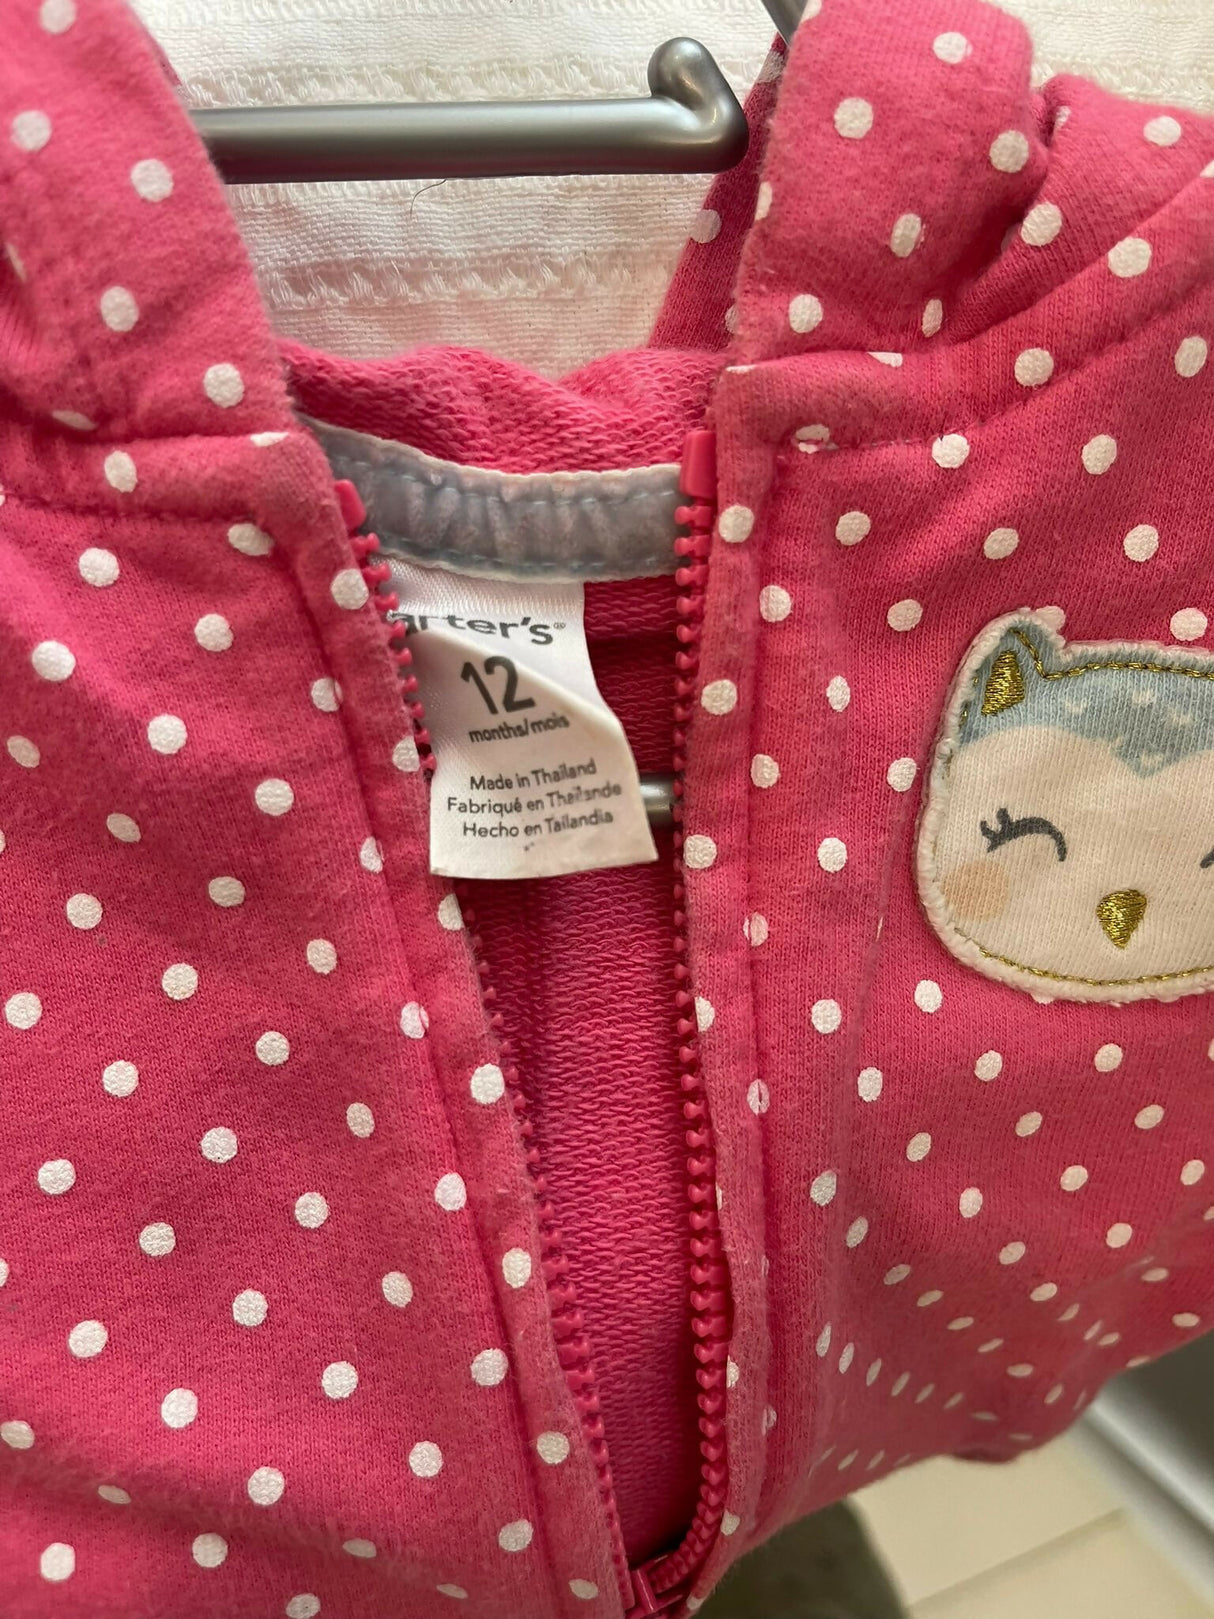 arter's®
12
months/mois
Made in Thailand
Fabriqué en Thaïlande
Hecho en Tailandia